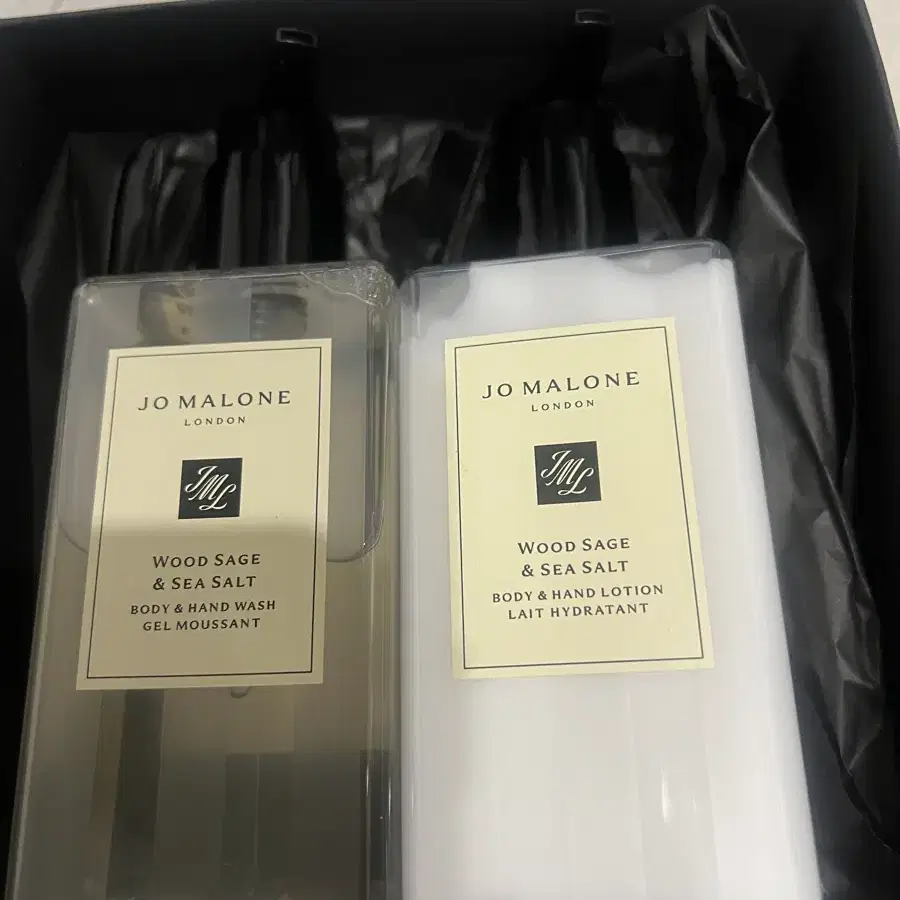 JO MALONE
LONDON
JML
WOOD SAGE
& SEA SALT
BODY & HAND WASH
GEL MOUSSANT
JO MALONE
LONDON
JML
WOOD SAGE
& SEA SALT
BODY & HAND LOTION
LAIT HYDRATANT